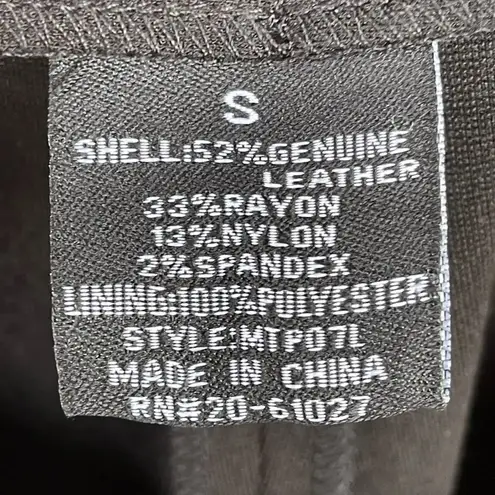 S
SHELL:52%GENUINE
LEATHER
33%RAYON
13%NYLON
2%SPANDEX
LINING:100%POLYESTER
STYLE:MTP07L
MADE IN CHINA
RN#20-61027